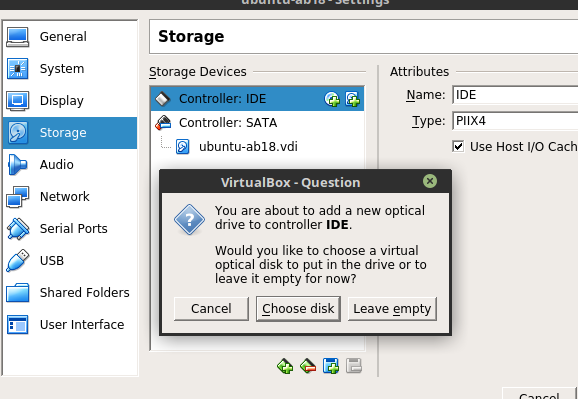 ubuntu-ab18 - Settings
General
System
Display
Storage
Audio
Network
Serial Ports
USB
Shared Folders
User Interface
Storage
Storage Devices
Controller: IDE
Controller: SATA
ubuntu-ab18.vdi
Attributes
Name: IDE
Type: PIIX4
Use Host I/O Cach
VirtualBox - Question
You are about to add a new optical
drive to controller IDE.
Would you like to choose a virtual
optical disk to put in the drive or to
leave it empty for now?
Cancel
Choose disk
Leave empty
Cancel